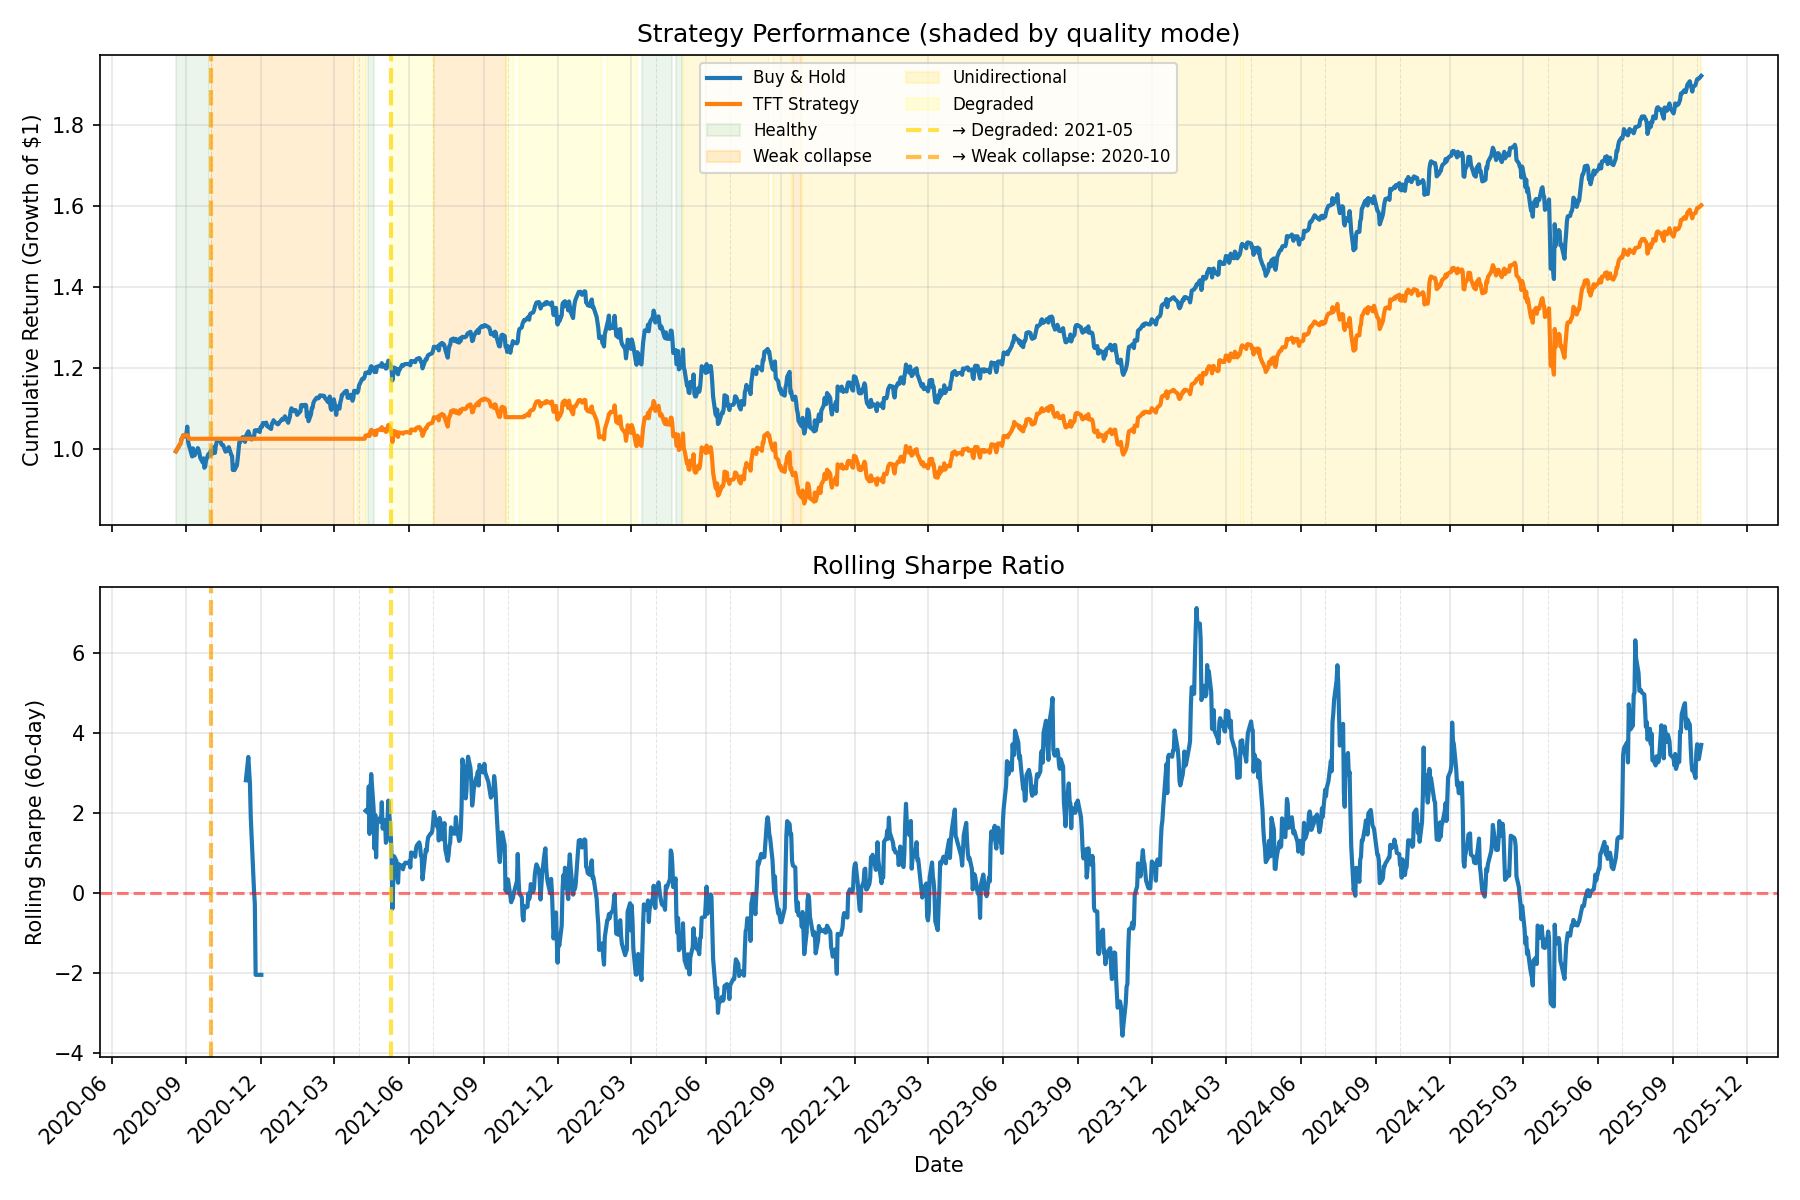 Strategy Performance (shaded by quality mode)
Cumulative Return (Growth of $1)
1.8
1.6
1.4
1.2
1.0
Buy & Hold
TFT Strategy
Healthy
Weak collapse
Unidirectional
Degraded
→ Degraded: 2021-05
→ Weak collapse: 2020-10
Rolling Sharpe Ratio
Rolling Sharpe (60-day)
6
4
2
0
−2
−4
2020-06
2020-09
2020-12
2021-03
2021-06
2021-09
2021-12
2022-03
2022-06
2022-09
2022-12
2023-03
2023-06
2023-09
2023-12
2024-03
2024-06
2024-09
2024-12
2025-03
2025-06
2025-09
2025-12
Date